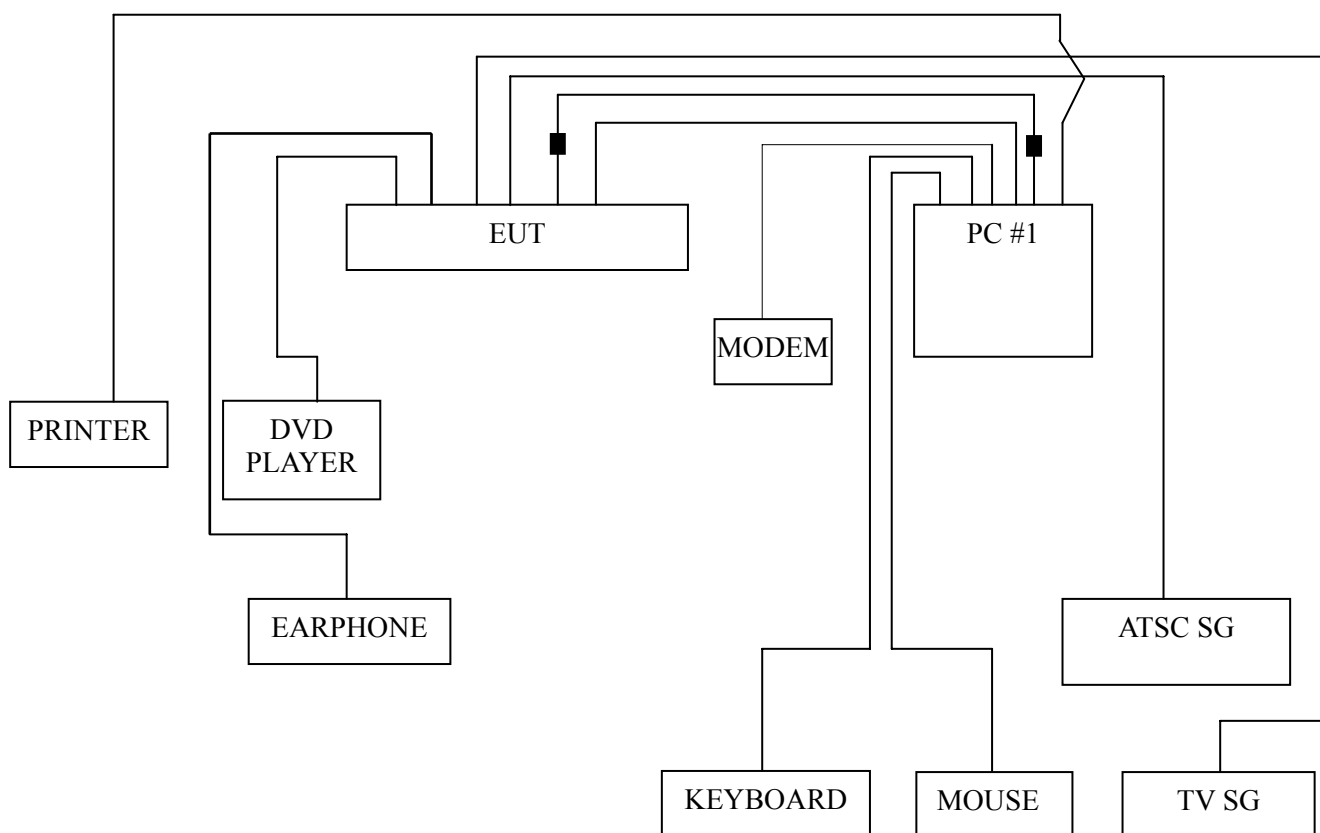 EUT
PC #1
MODEM
PRINTER
DVD
PLAYER
EARPHONE
ATSC SG
KEYBOARD
MOUSE
TV SG